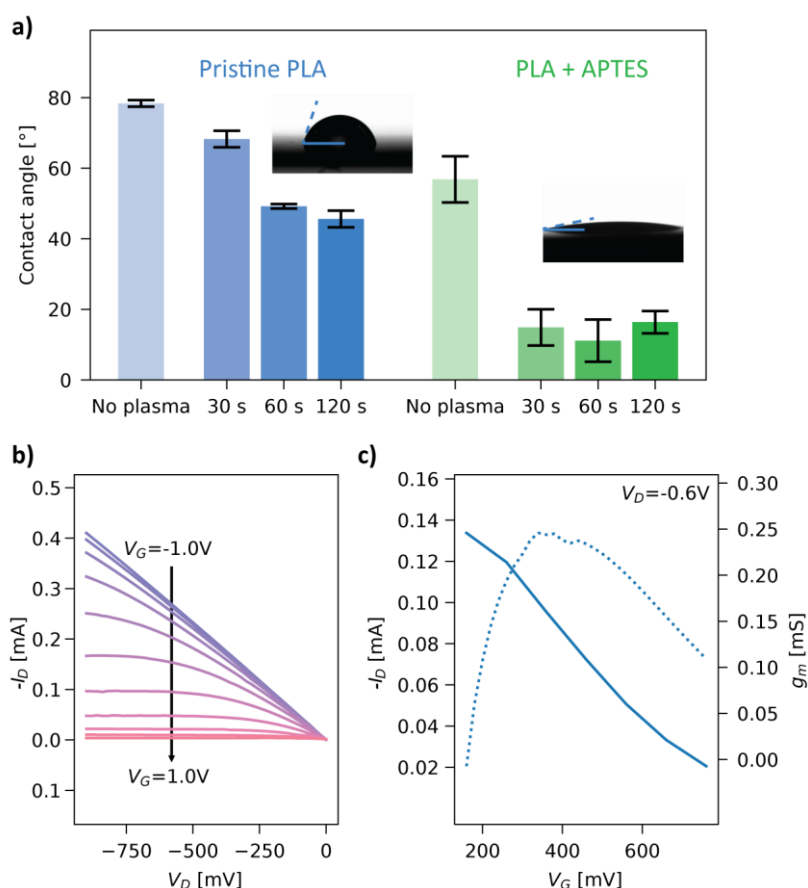 a)
Pristine PLA
PLA + APTES
Contact angle [°]
80
60
40
20
0
No plasma 30 s 60 s 120 s No plasma 30 s 60 s 120 s
b)
-I_D [mA]
0.5
0.4
0.3
0.2
0.1
0.0
0.1
V_G=-1.0V
V_G=1.0V
−750 −500 −250 0
V_D [mV]
c)
-I_D [mA]
0.16
0.14
0.12
0.10
0.08
0.06
0.04
0.02
V_D=-0.6V
0.30
0.25
0.20
0.15
0.10
0.05
0.00
g_m [mS]
200 400 600
V_G [mV]